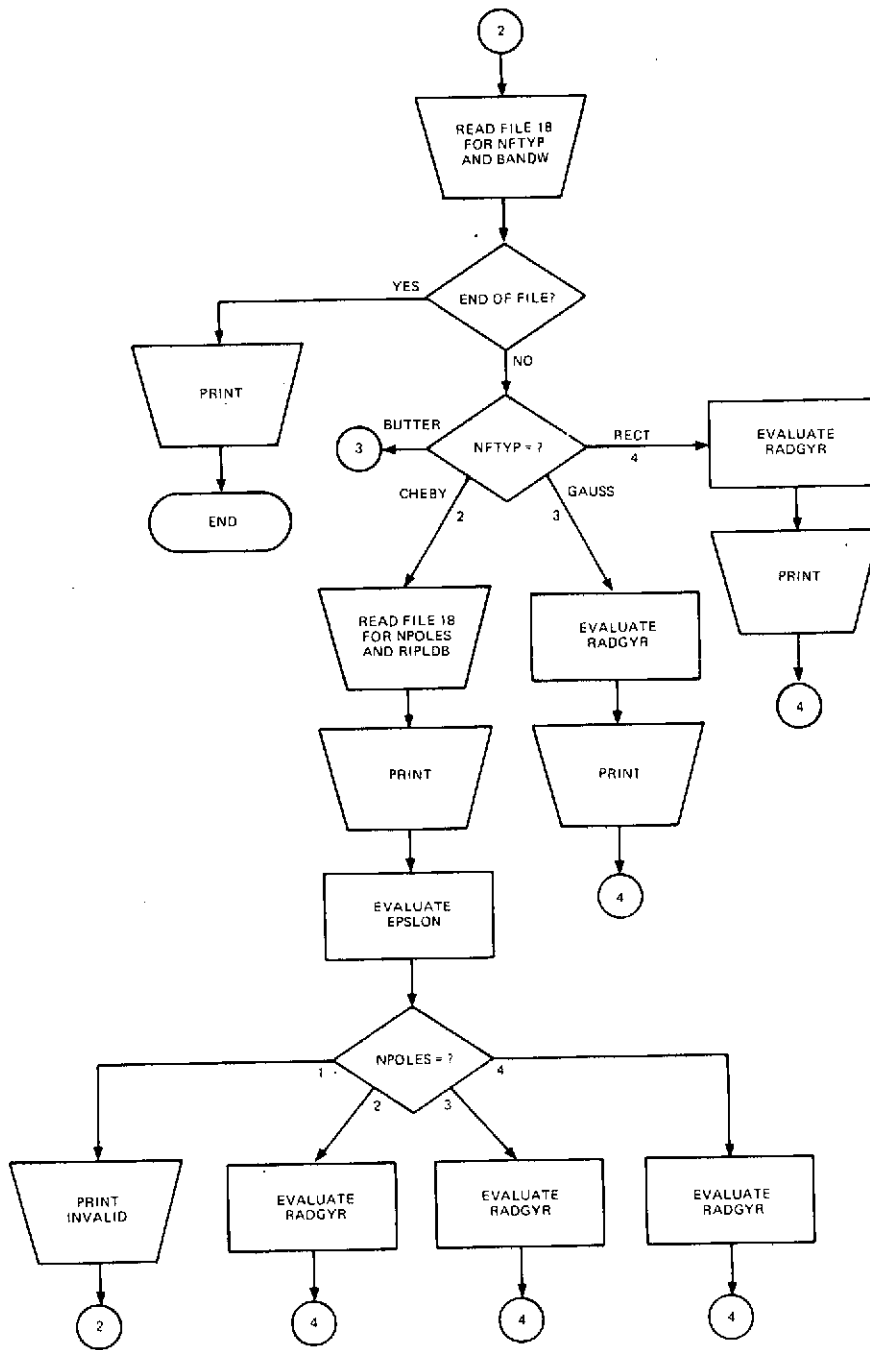 2
READ FILE 18
FOR NFTYP
AND BANDW
END OF FILE?
YES
NO
PRINT
END
NFTYP = ?
BUTTER
3
CHEBY
2
GAUSS
3
RECT
4
EVALUATE
RADGYR
PRINT
4
READ FILE 18
FOR NPOLES
AND RIPLDB
EVALUATE
RADGYR
PRINT
PRINT
4
EVALUATE
EPSLON
NPOLES = ?
1
2
3
4
PRINT
INVALID
EVALUATE
RADGYR
EVALUATE
RADGYR
EVALUATE
RADGYR
2
4
4
4